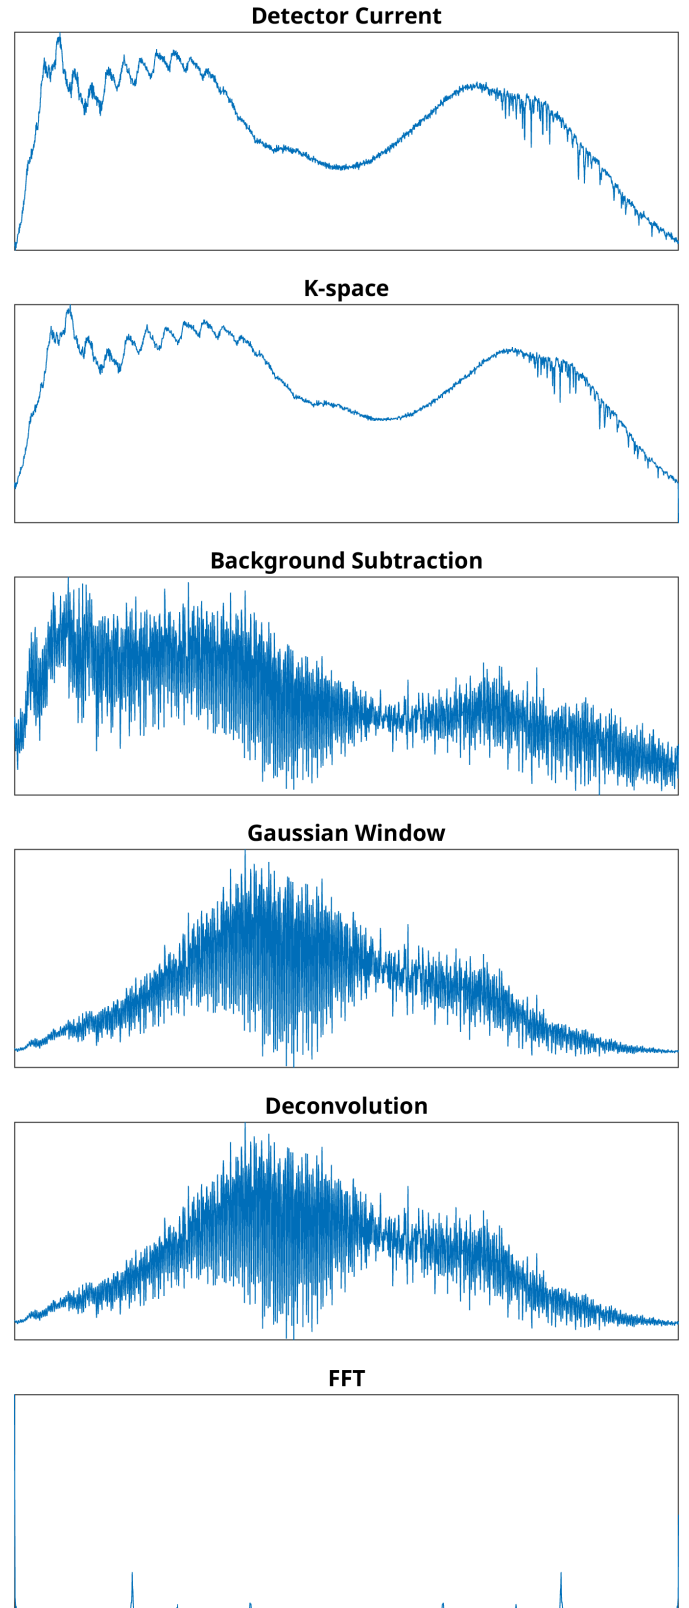 Detector Current
K-space
Background Subtraction
Gaussian Window
Deconvolution
FFT